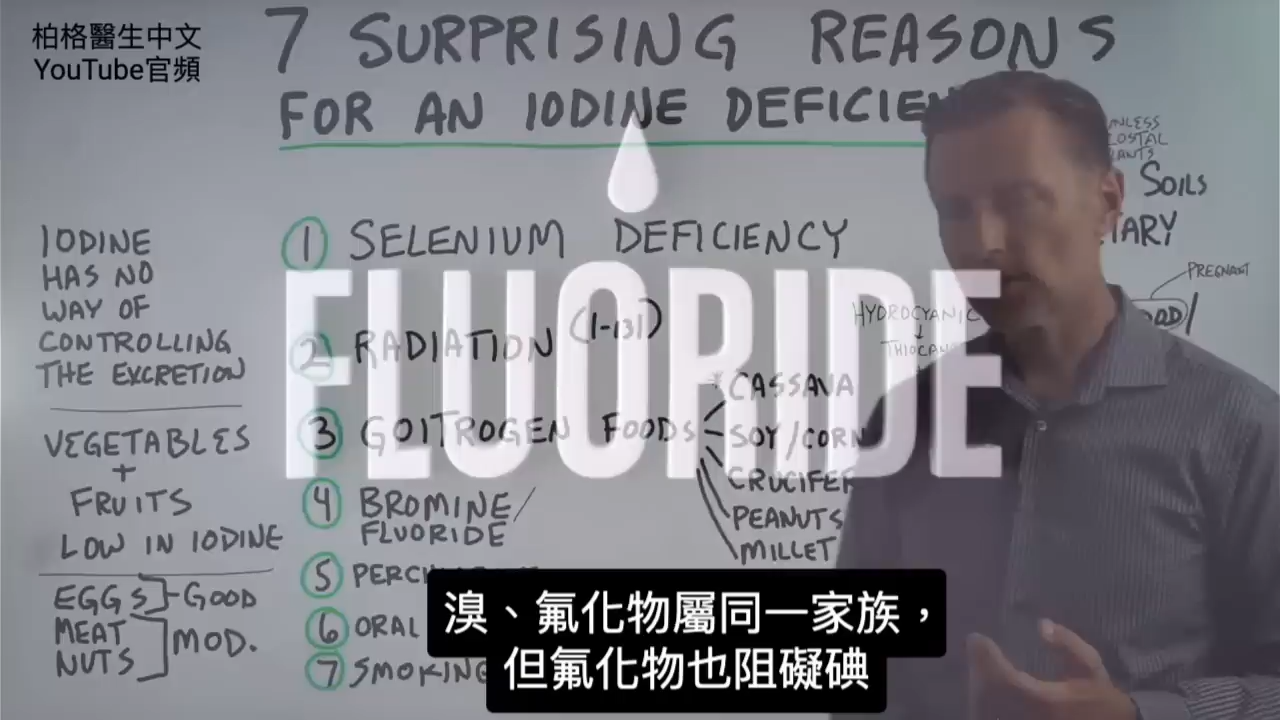 柏格醫生中文
YouTube官頻
7 SURPRISING REASONS
FOR AN IODINE
UNLESS
SOILS
PREGNANT
IODINE
HAS NO
WAY OF
CONTROLLING
THE EXCRETION
VEGETABLES
+
FRUITS
LOW IN IODINE
EGGS - GOOD
MEAT
NUTS
MOD.
1 SELENIUM DEFICIENCY
FLUORIDE
2 RADIATION (I-131)
HYDROCYANIC
3 GOITROGEN FOODS
CASSAVA
SOY/CORN
PEANUTS
MILLET
4 BROMINE/
FLUORIDE
5
6 ORAL
7 SMOKING
溴、氟化物屬同一家族，
但氟化物也阻礙碘